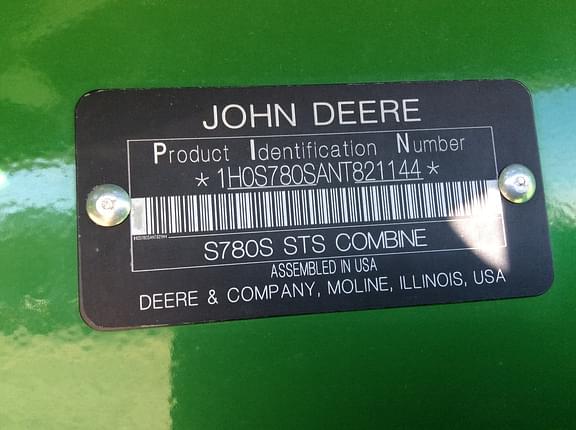 JOHN DEERE
Product Identification Number
*1H0S780SANT821144*
S780S STS COMBINE
ASSEMBLED IN USA
DEERE & COMPANY, MOLINE, ILLINOIS, USA